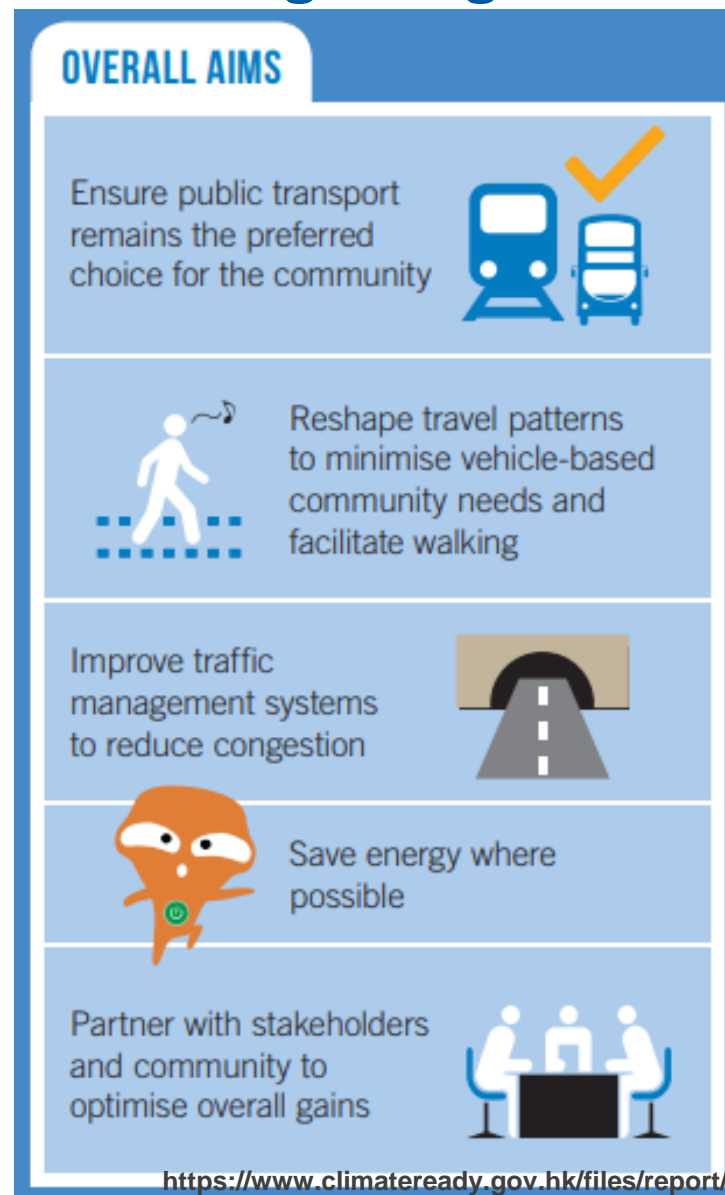 OVERALL AIMS
Ensure public transport
remains the preferred
choice for the community
Reshape travel patterns
to minimise vehicle-based
community needs and
facilitate walking
Improve traffic
management systems
to reduce congestion
Save energy where
possible
Partner with stakeholders
and community to
optimise overall gains
https://www.climateready.gov.hk/files/report/